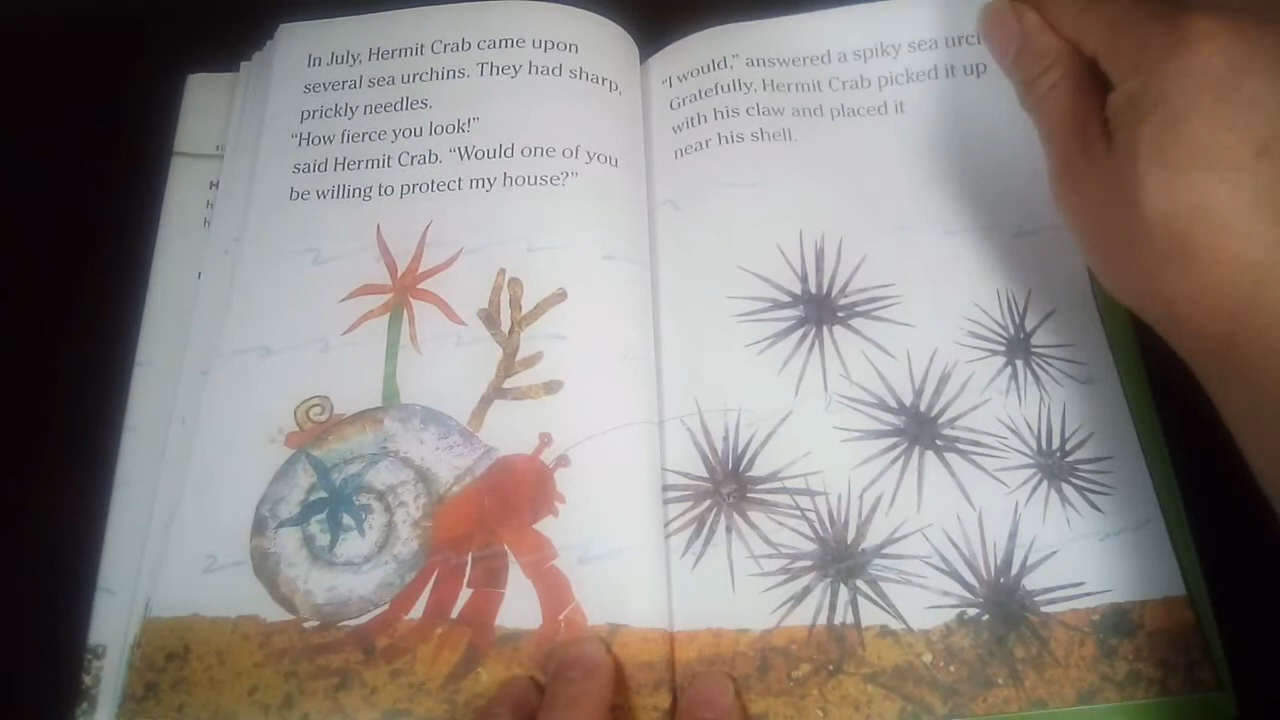 In July, Hermit Crab came upon
several sea urchins. They had sharp,
prickly needles.
“How fierce you look!”
said Hermit Crab. “Would one of you
be willing to protect my house?”
“I would,” answered a spiky sea
Gratefully, Hermit Crab picked it up
with his claw and placed it
near his shell.